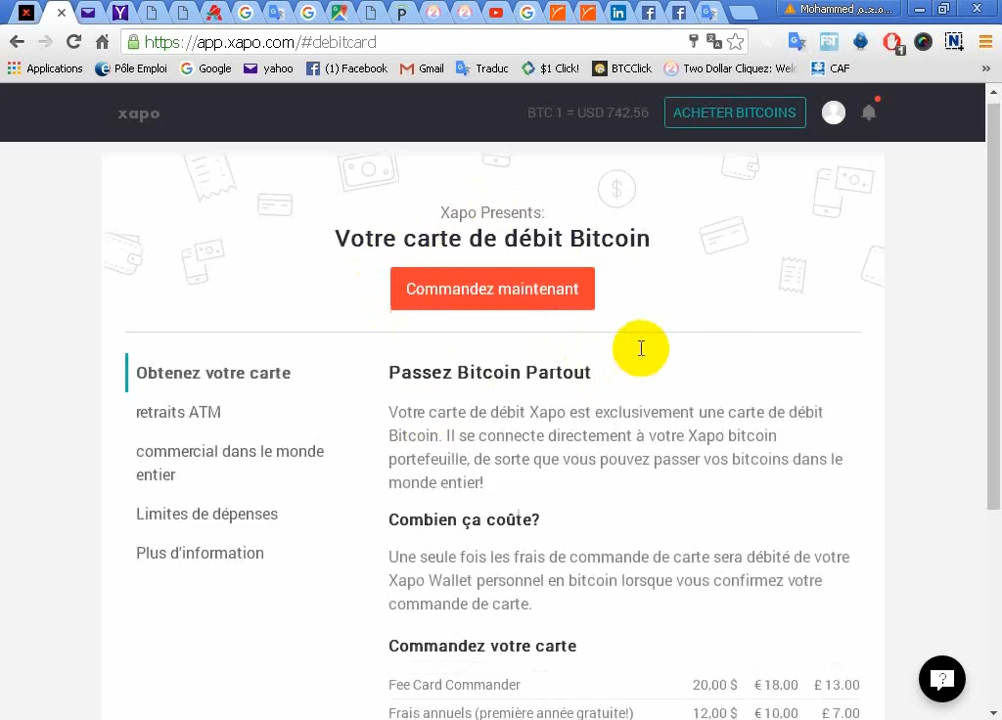 Mohammed محمد
https://app.xapo.com/#debitcard
Applications Pôle Emploi Google yahoo (1) Facebook Gmail Traduc $1 Click! BTCClick Two Dollar Cliquez: Wel CAF »
xapo BTC 1 = USD 742.56 ACHETER BITCOINS
Xapo Presents:
Votre carte de débit Bitcoin
Commandez maintenant
Obtenez votre carte
retraits ATM
commercial dans le monde
entier
Limites de dépenses
Plus d'information
Passez Bitcoin Partout
Votre carte de débit Xapo est exclusivement une carte de débit
Bitcoin. Il se connecte directement à votre Xapo bitcoin
portefeuille, de sorte que vous pouvez passer vos bitcoins dans le
monde entier!
Combien ça coûte?
Une seule fois les frais de commande de carte sera débité de votre
Xapo Wallet personnel en bitcoin lorsque vous confirmez votre
commande de carte.
Commandez votre carte
Fee Card Commander 20,00 $ € 18,00 £ 13.00
Frais annuels (première année gratuite!) 12,00 $ € 10,00 £ 7.00